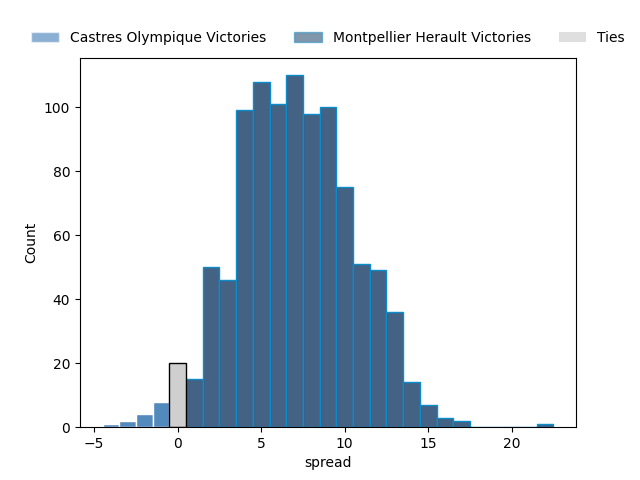 Castres Olympique Victories Montpellier Herault Victories Ties
100
80
60
40
20
0
Count
−5 0 5 10 15 20
spread